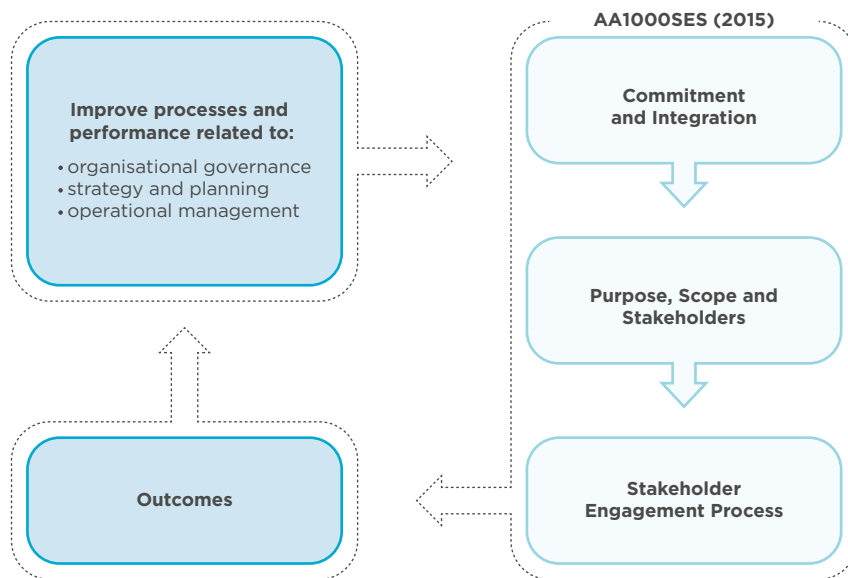 AA1000SES (2015)
Improve processes and
performance related to:
• organisational governance
• strategy and planning
• operational management
Commitment
and Integration
Purpose, Scope and
Stakeholders
Outcomes
Stakeholder
Engagement Process